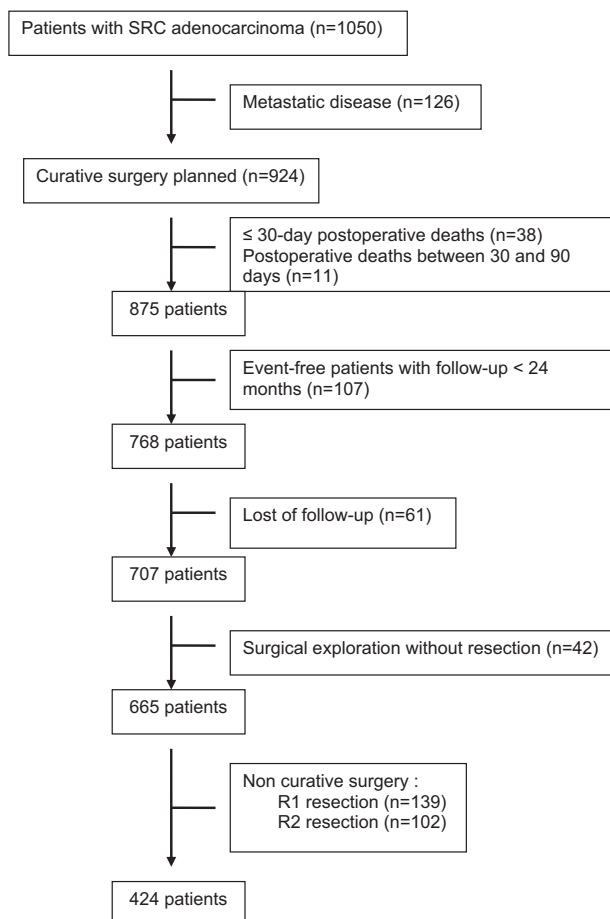 Patients with SRC adenocarcinoma (n=1050)
Metastatic disease (n=126)
Curative surgery planned (n=924)
≤ 30-day postoperative deaths (n=38)
Postoperative deaths between 30 and 90
days (n=11)
875 patients
Event-free patients with follow-up < 24
months (n=107)
768 patients
Lost of follow-up (n=61)
707 patients
Surgical exploration without resection (n=42)
665 patients
Non curative surgery :
R1 resection (n=139)
R2 resection (n=102)
424 patients